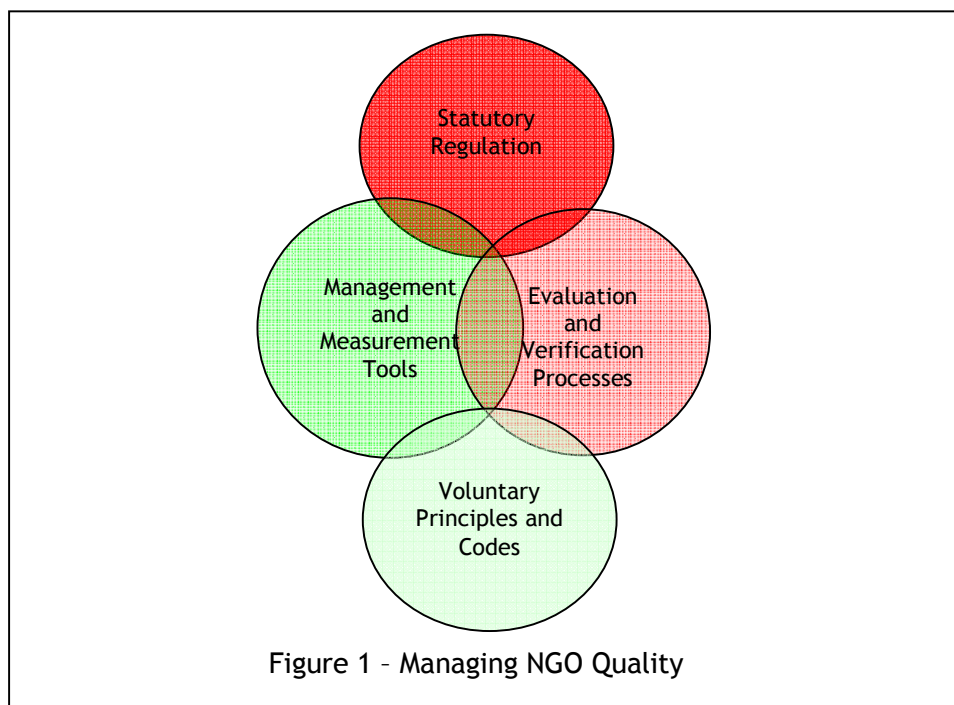 Statutory
Regulation
Management
and
Measurement
Tools
Evaluation
and
Verification
Processes
Voluntary
Principles and
Codes
Figure 1 - Managing NGO Quality